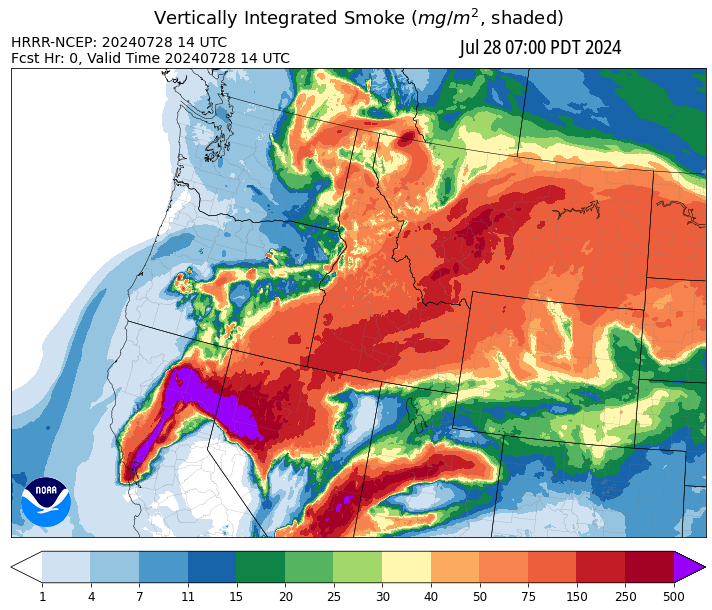 Vertically Integrated Smoke (mg/m², shaded)
HRRR-NCEP: 20240728 14 UTC
Jul 28 07:00 PDT 2024
Fcst Hr: 0, Valid Time 20240728 14 UTC
NOAA
1 4 7 11 15 20 25 30 40 50 75 150 250 500